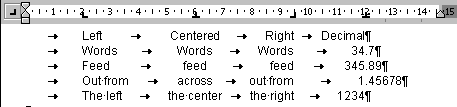 1 2 3 4 5 6 7 8 9 10 11 12 13 14 15
→ Left → Centered → Right → Decimal¶
→ Words → Words → Words → 34.7¶
→ Feed → feed → feed → 345.89¶
→ Out·from → across → out·from → 1.45678¶
→ The·left → the·center → the·right → 1234¶